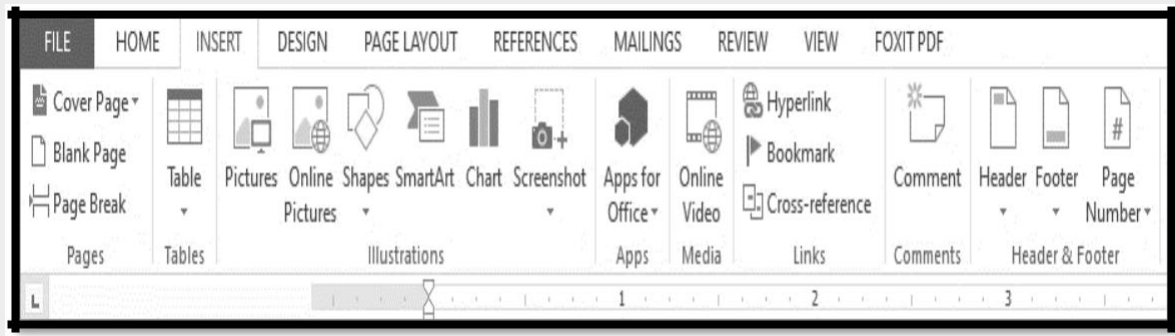 FILE HOME INSERT DESIGN PAGE LAYOUT REFERENCES MAILINGS REVIEW VIEW FOXIT PDF
Cover Page
Blank Page
Page Break
Pages
Table
Tables
Pictures
Online
Pictures
Shapes
SmartArt
Chart
Screenshot
Illustrations
Apps for
Office
Apps
Online
Video
Media
Hyperlink
Bookmark
Cross-reference
Links
Comment
Comments
Header
Footer
Page
Number
#
Header & Footer
L
1 2 3